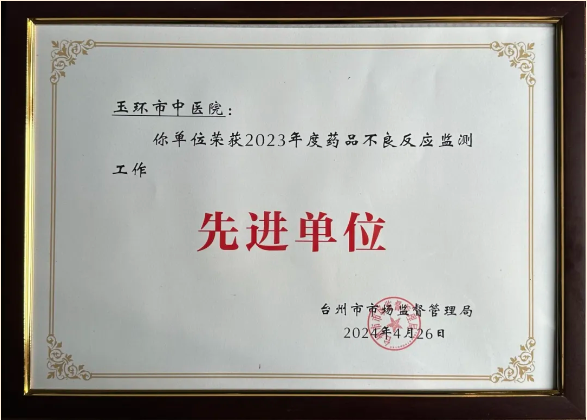 玉环市中医院：
你单位荣获2023年度药品不良反应监测
工作
先进单位
台州市市场监督管理局
2024年4月26日